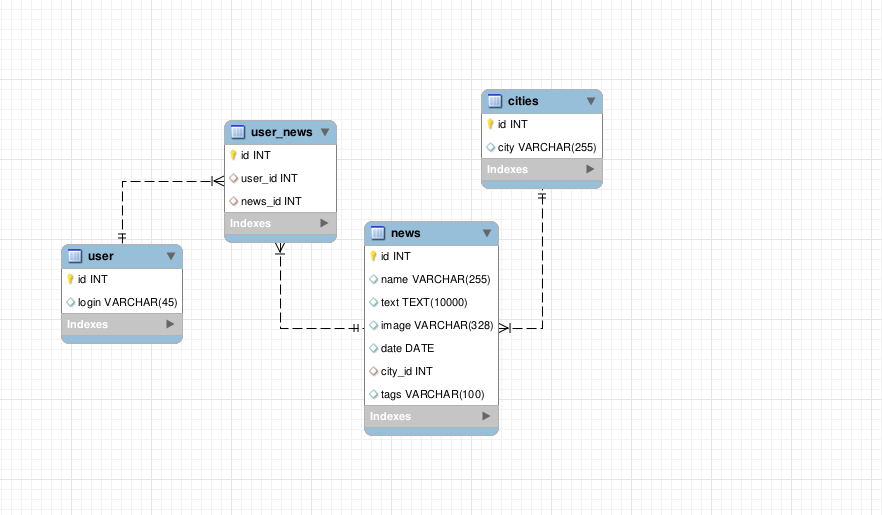 cities
id INT
city VARCHAR(255)
Indexes
user_news
id INT
user_id INT
news_id INT
Indexes
user
id INT
login VARCHAR(45)
Indexes
news
id INT
name VARCHAR(255)
text TEXT(10000)
image VARCHAR(328)
date DATE
city_id INT
tags VARCHAR(100)
Indexes